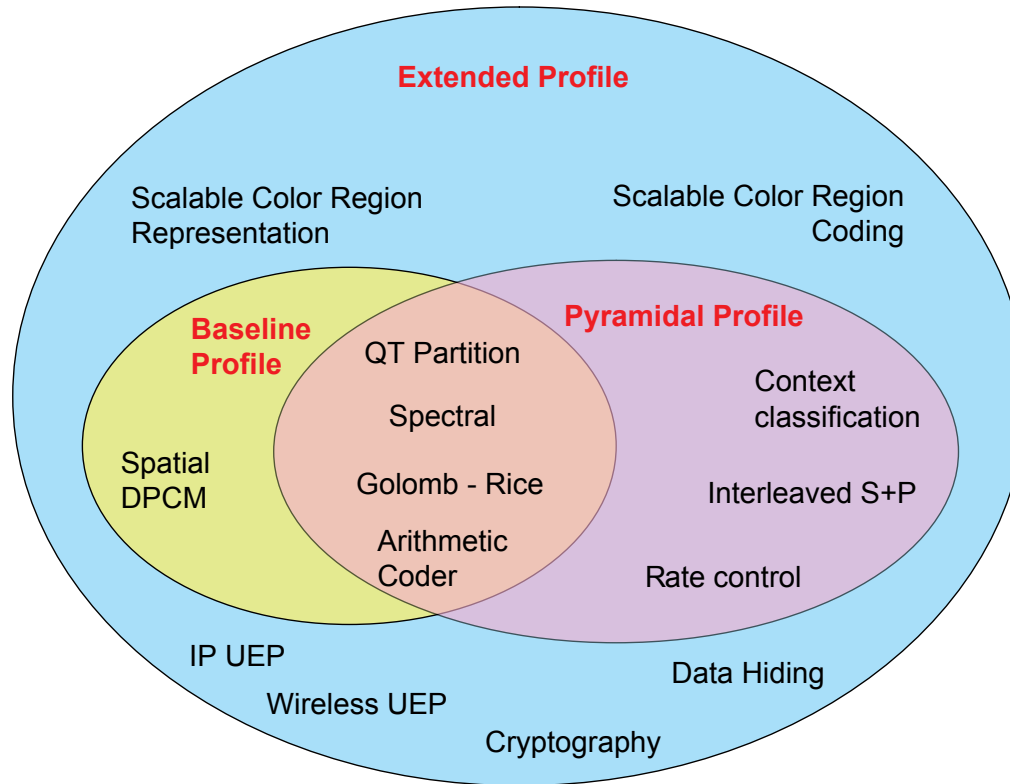 Extended Profile
Scalable Color Region
Representation
Scalable Color Region
Coding
Baseline
Profile
Pyramidal Profile
QT Partition
Spectral
Golomb - Rice
Arithmetic
Coder
Spatial
DPCM
Context
classification
Interleaved S+P
Rate control
IP UEP
Wireless UEP
Cryptography
Data Hiding